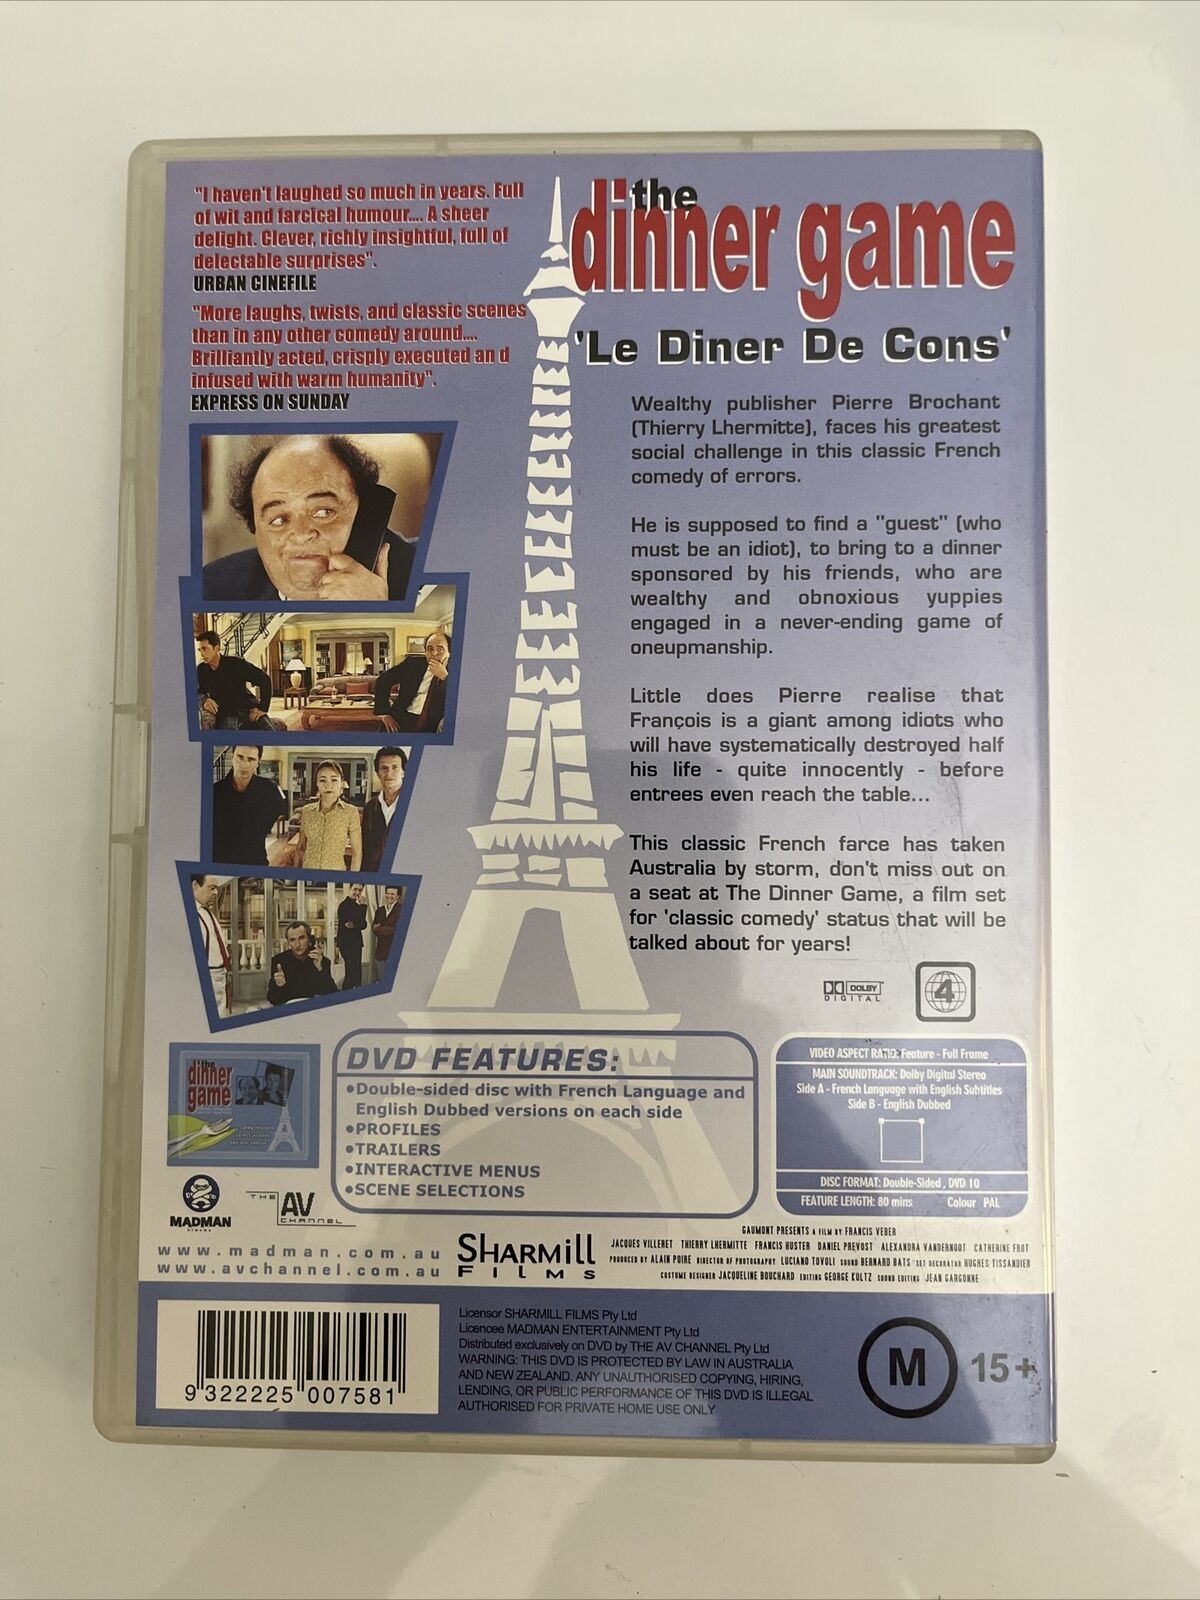 "I haven't laughed so much in years. Full
of wit and farcical humour.... A sheer
delight. Clever, richly insightful, full of
delectable surprises".
URBAN CINEFILE
"More laughs, twists, and classic scenes
than in any other comedy around....
Brilliantly acted, crisply executed an d
infused with warm humanity".
EXPRESS ON SUNDAY
the
dinner game
'Le Diner De Cons'
Wealthy publisher Pierre Brochant
(Thierry Lhermitte), faces his greatest
social challenge in this classic French
comedy of errors.
He is supposed to find a "guest" (who
must be an idiot), to bring to a dinner
sponsored by his friends, who are
wealthy and obnoxious yuppies
engaged in a never-ending game of
oneupmanship.
Little does Pierre realise that
François is a giant among idiots who
will have systematically destroyed half
his life - quite innocently - before
entrees even reach the table...
This classic French farce has taken
Australia by storm, don't miss out on
a seat at The Dinner Game, a film set
for 'classic comedy' status that will be
talked about for years!
DOLBY
DIGITAL
4
the
dinner
game
DVD FEATURES:
•Double-sided disc with French Language and
English Dubbed versions on each side
•PROFILES
•TRAILERS
•INTERACTIVE MENUS
•SCENE SELECTIONS
VIDEO ASPECT RATIO: Feature - Full Frame
MAIN SOUNDTRACK: Dolby Digital Stereo
Side A - French Language with English Subtitles
Side B - English Dubbed
DISC FORMAT: Double-Sided , DVD 10
FEATURE LENGTH: 80 mins Colour PAL
MADMAN
CINEMA
THE AV CHANNEL
www.madman.com.au
www.avchannel.com.au
SHARMILL
FILMS
GAUMONT PRESENTS A FILM BY FRANCIS VEBER
JACQUES VILLERET THIERRY LHERMITTE FRANCIS HUSTER DANIEL PREVOST ALEXANDRA VANDERNOOT CATHERINE FROT
PRODUCED BY ALAIN POIRE DIRECTOR OF PHOTOGRAPHY LUCIANO TOVOLI SOUND BERNARD BATS SET DECORATOR HUGHES TISSANDIER
COSTUME DESIGNER JACQUELINE BOUCHARD EDITING GEORGE KOLTZ SOUND EDITING JEAN GARGONNE
9 322225 007581
Licensor SHARMILL FILMS Pty Ltd
Licencee MADMAN ENTERTAINMENT Pty Ltd
Distributed exclusively on DVD by THE AV CHANNEL Pty Ltd
WARNING: THIS DVD IS PROTECTED BY LAW IN AUSTRALIA
AND NEW ZEALAND. ANY UNAUTHORISED COPYING, HIRING,
LENDING, OR PUBLIC PERFORMANCE OF THIS DVD IS ILLEGAL
AUTHORISED FOR PRIVATE HOME USE ONLY
M 15+